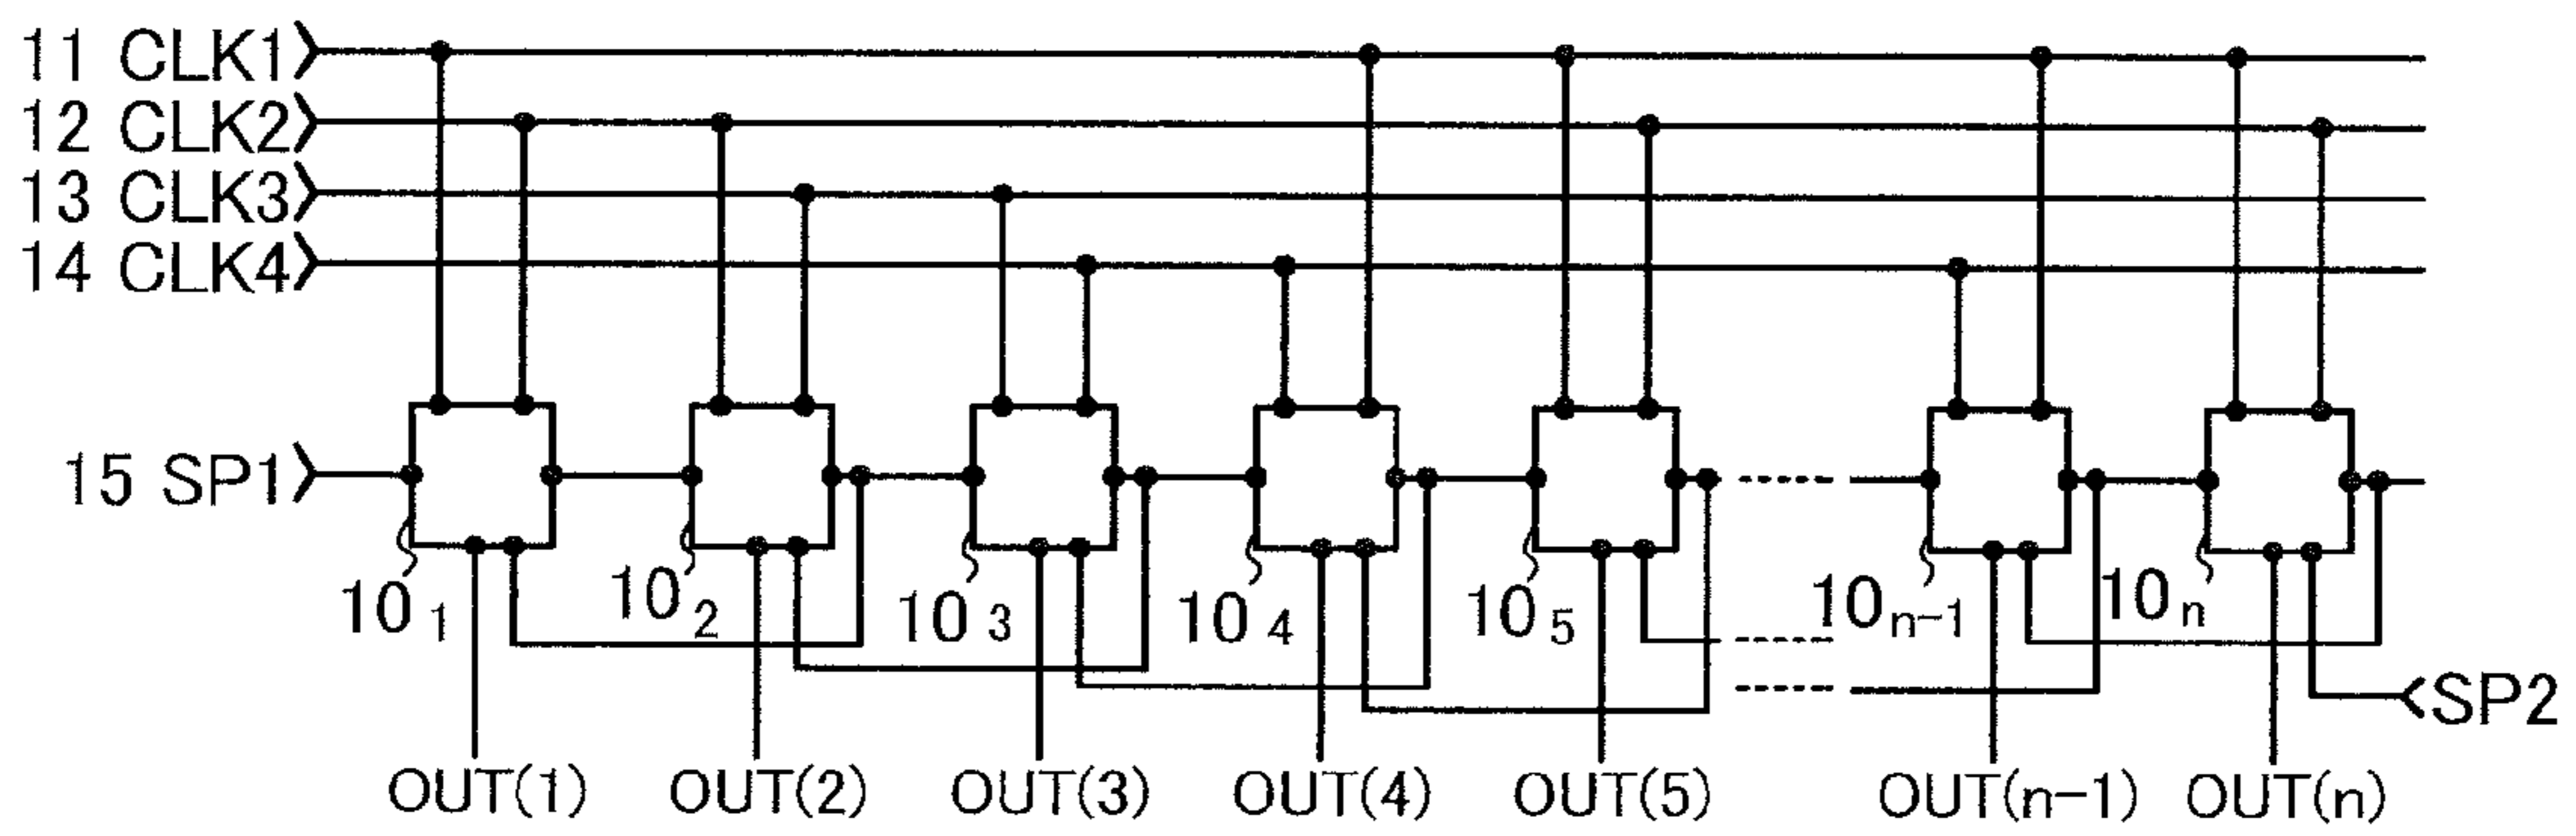 11 CLK1
12 CLK2
13 CLK3
14 CLK4
15 SP1
10 1
10 2
10 3
10 4
10 5
10 n-1
10 n
SP2
OUT(1) OUT(2) OUT(3) OUT(4) OUT(5) OUT(n-1) OUT(n)